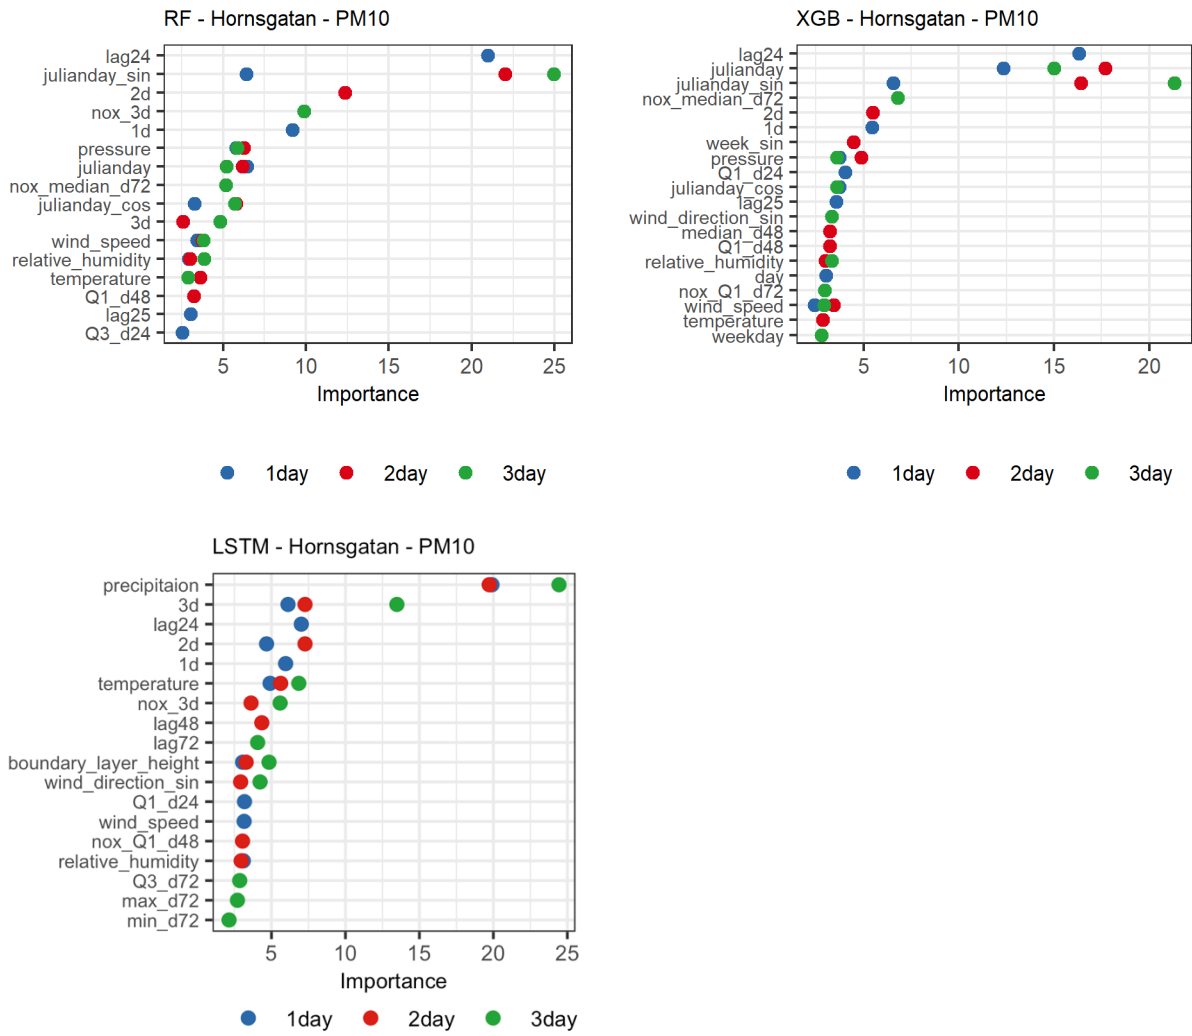 RF - Hornsgatan - PM10
lag24
julianday_sin
2d
nox_3d
1d
pressure
julianday
nox_median_d72
julianday_cos
3d
wind_speed
relative_humidity
temperature
Q1_d48
lag25
Q3_d24
5 10 15 20 25
Importance
1day 2day 3day
XGB - Hornsgatan - PM10
lag24
julianday
julianday_sin
nox_median_d72
2d
1d
week_sin
pressure
Q1_d24
julianday_cos
lag25
wind_direction_sin
median_d48
Q1_d48
relative_humidity
day
nox_Q1_d72
wind_speed
temperature
weekday
5 10 15 20
Importance
1day 2day 3day
LSTM - Hornsgatan - PM10
precipitaion
3d
lag24
2d
1d
temperature
nox_3d
lag48
lag72
boundary_layer_height
wind_direction_sin
Q1_d24
wind_speed
nox_Q1_d48
relative_humidity
Q3_d72
max_d72
min_d72
5 10 15 20 25
Importance
1day 2day 3day